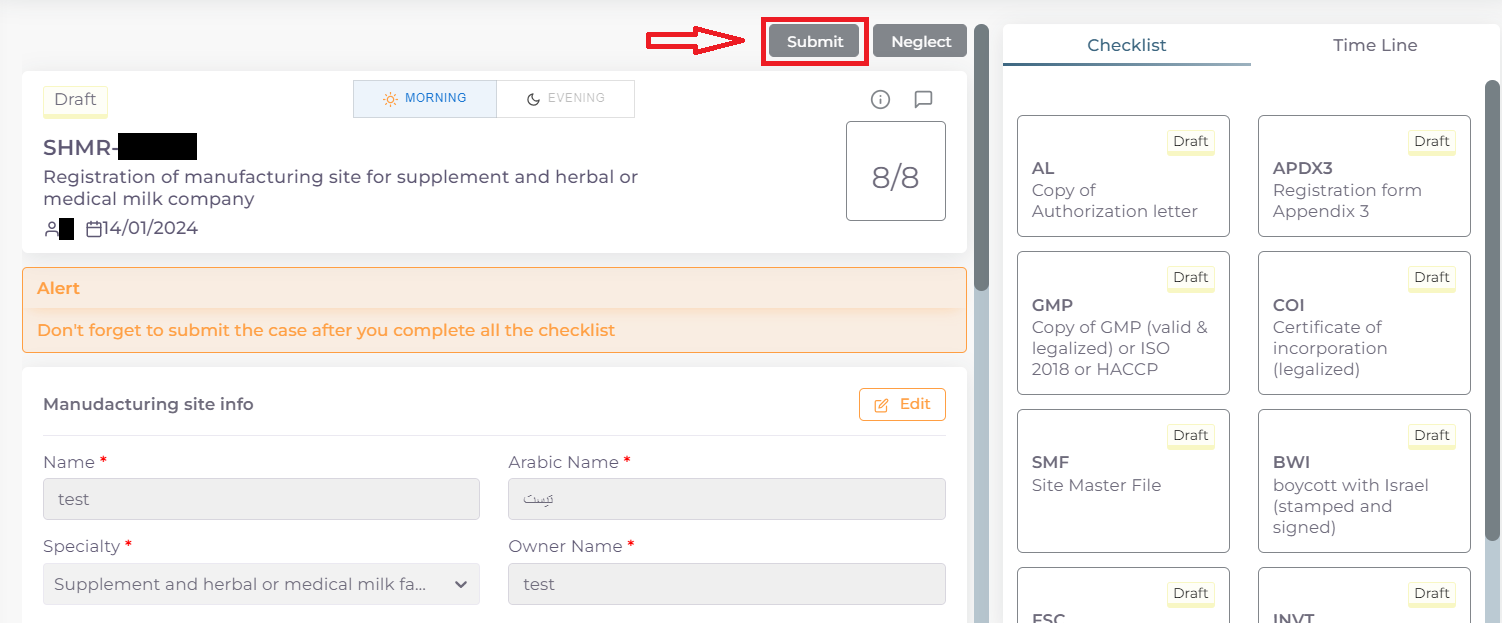 Submit
Neglect
Draft
MORNING
EVENING
SHMR-
Registration of manufacturing site for supplement and herbal or
medical milk company
14/01/2024
8/8
Alert
Don't forget to submit the case after you complete all the checklist
Manudacturing site info
Edit
Name *
Arabic Name *
test
تيست
Specialty *
Owner Name *
Supplement and herbal or medical milk fa...
test
Checklist
Time Line
Draft
AL
Copy of
Authorization letter
Draft
APDX3
Registration form
Appendix 3
Draft
GMP
Copy of GMP (valid &
legalized) or ISO
2018 or HACCP
Draft
COI
Certificate of
incorporation
(legalized)
Draft
SMF
Site Master File
Draft
BWI
boycott with Israel
(stamped and
signed)
Draft
FSC
Draft
INVT